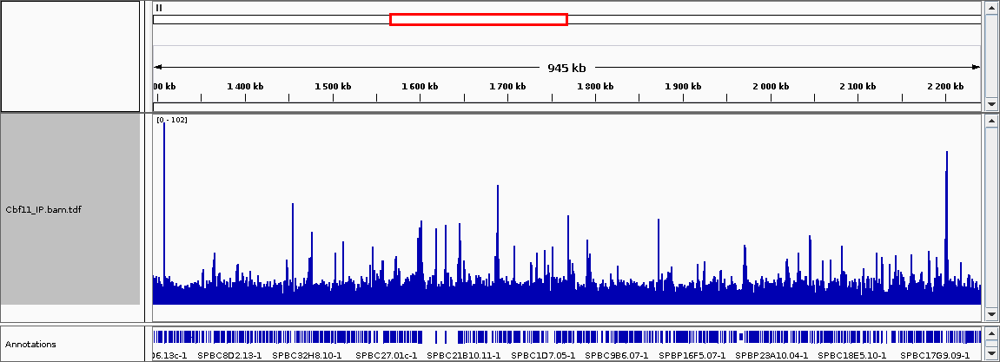 II
945 kb
00 kb 1 400 kb 1 500 kb 1 600 kb 1 700 kb 1 800 kb 1 900 kb 2 000 kb 2 100 kb 2 200 kb
[0 - 102]
Cbf11_IP.bam.tdf
Annotations
6.13c-1 SPBC8D2.13-1 SPBC32H8.10-1 SPBC27.01c-1 SPBC21B10.11-1 SPBC1D7.05-1 SPBC9B6.07-1 SPBP16F5.07-1 SPBP23A10.04-1 SPBC18E5.10-1 SPBC17G9.09-1